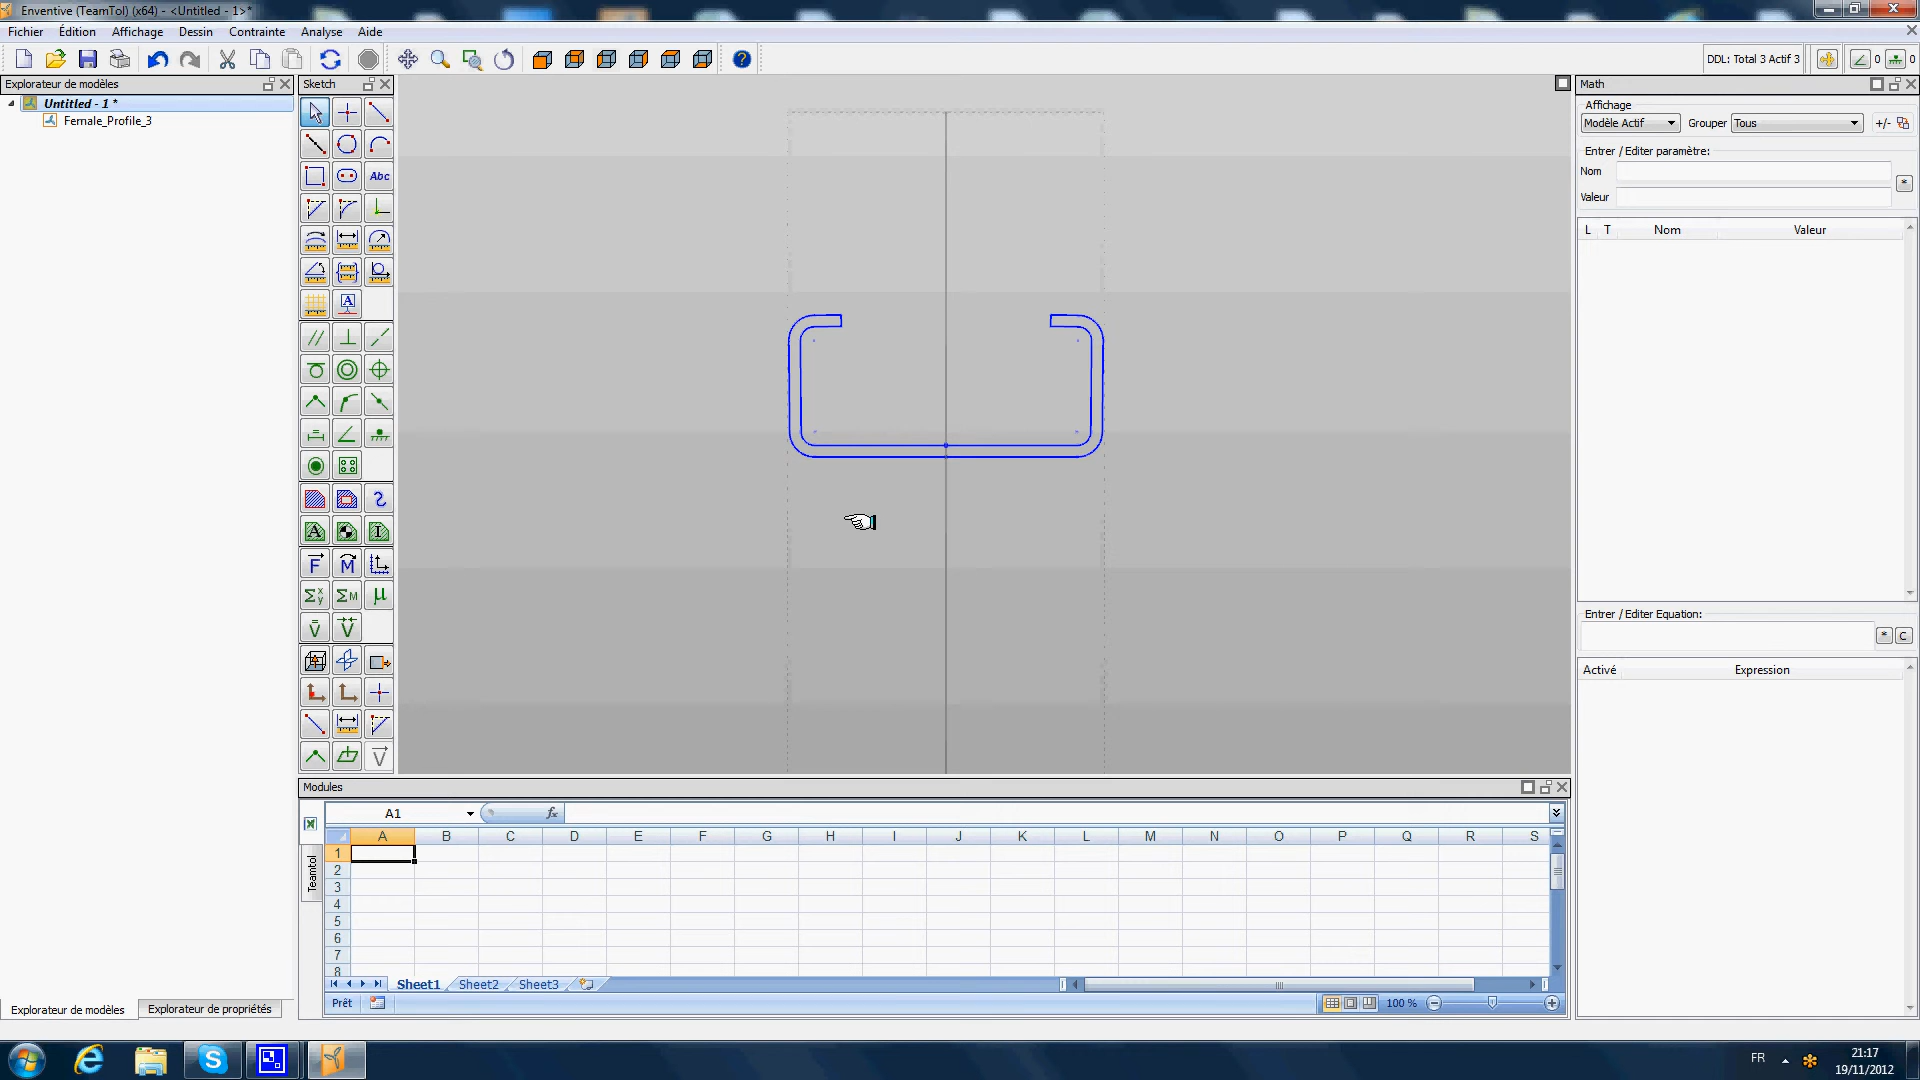 Enventive (TeamTol) (x64) - <Untitled - 1>*
Fichier Édition Affichage Dessin Contrainte Analyse Aide
DDL: Total 3 Actif 3
0
0
Explorateur de modèles
Untitled - 1 *
Female_Profile_3
Sketch
Abc
A
A
I
F
M
Σ x y
Σ M
µ
V
V
V
Math
Affichage
Modèle Actif
Grouper
Tous
+/-
Entrer / Editer paramètre:
Nom
*
Valeur
L T Nom Valeur
Entrer / Editer Equation:
* C
Activé Expression
Modules
A1
fx
Teamtol
A B C D E F G H I J K L M N O P Q R S
1
2
3
4
5
6
7
8
Sheet1 Sheet2 Sheet3
Prêt
100 %
Explorateur de modèles
Explorateur de propriétés
FR
21:17
19/11/2012